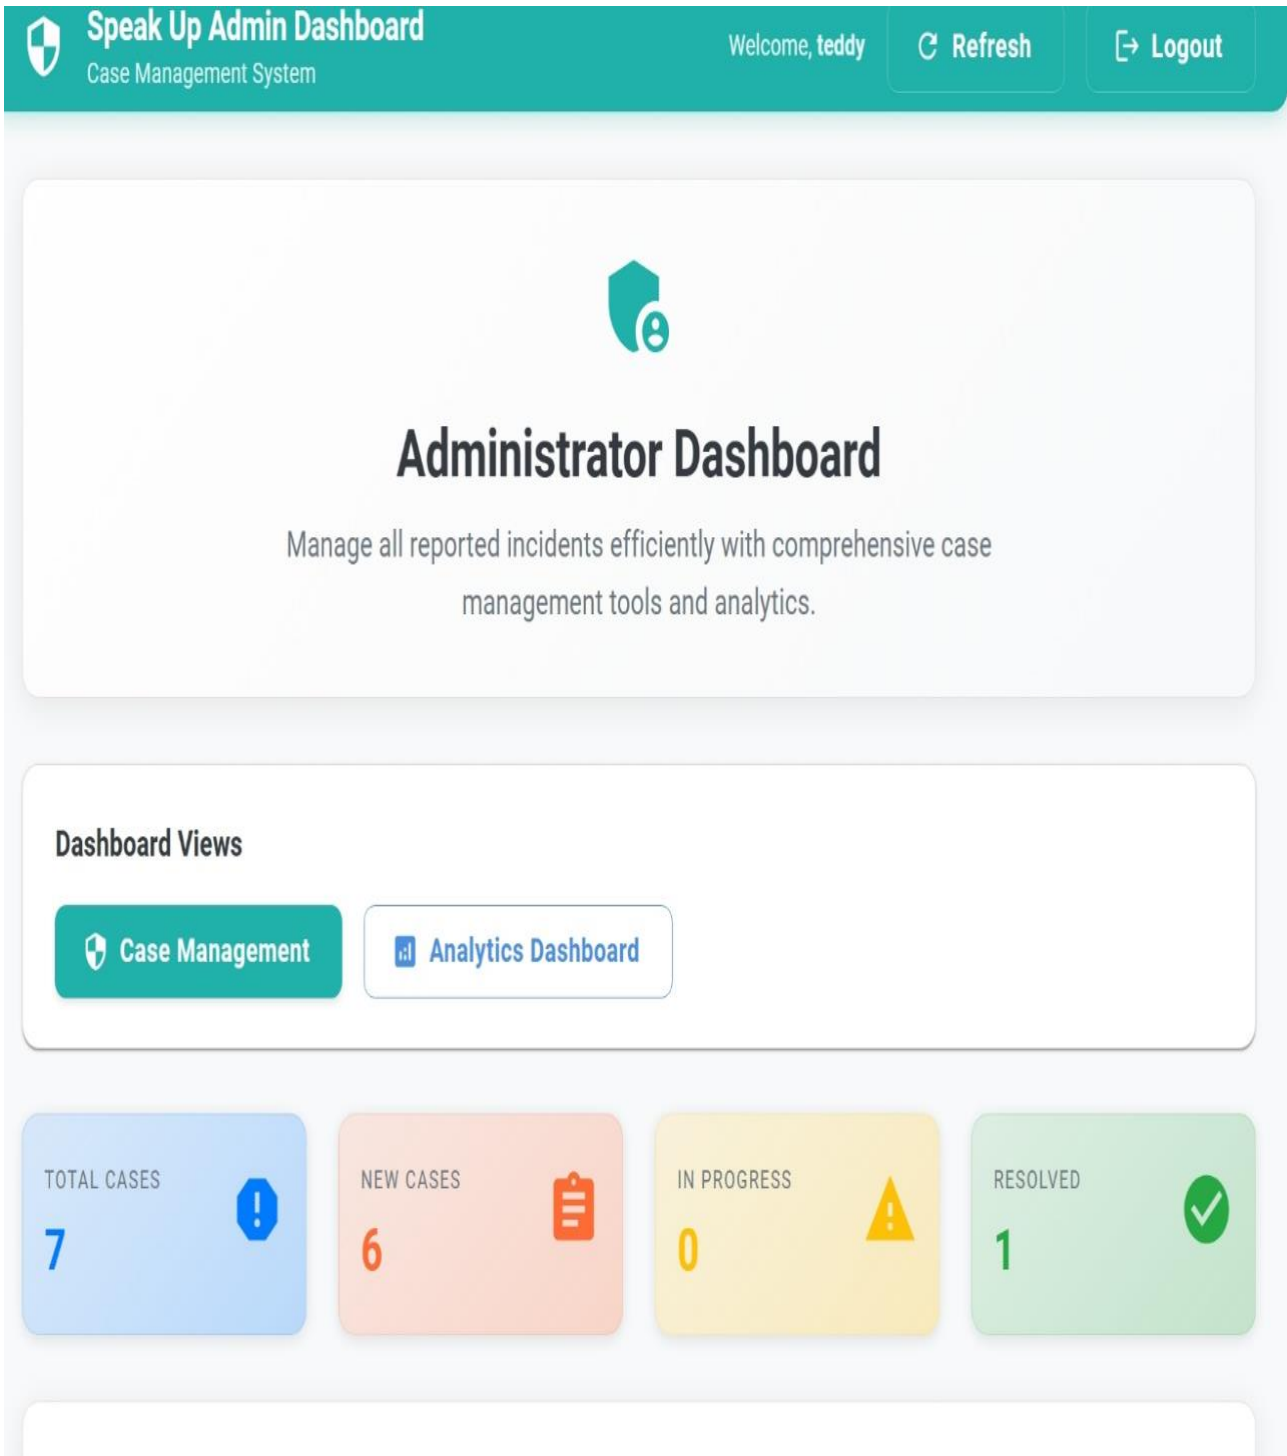 Speak Up Admin Dashboard
Case Management System
Welcome, teddy
Refresh
Logout
Administrator Dashboard
Manage all reported incidents efficiently with comprehensive case
management tools and analytics.
Dashboard Views
Case Management
Analytics Dashboard
TOTAL CASES
7
NEW CASES
6
IN PROGRESS
0
RESOLVED
1